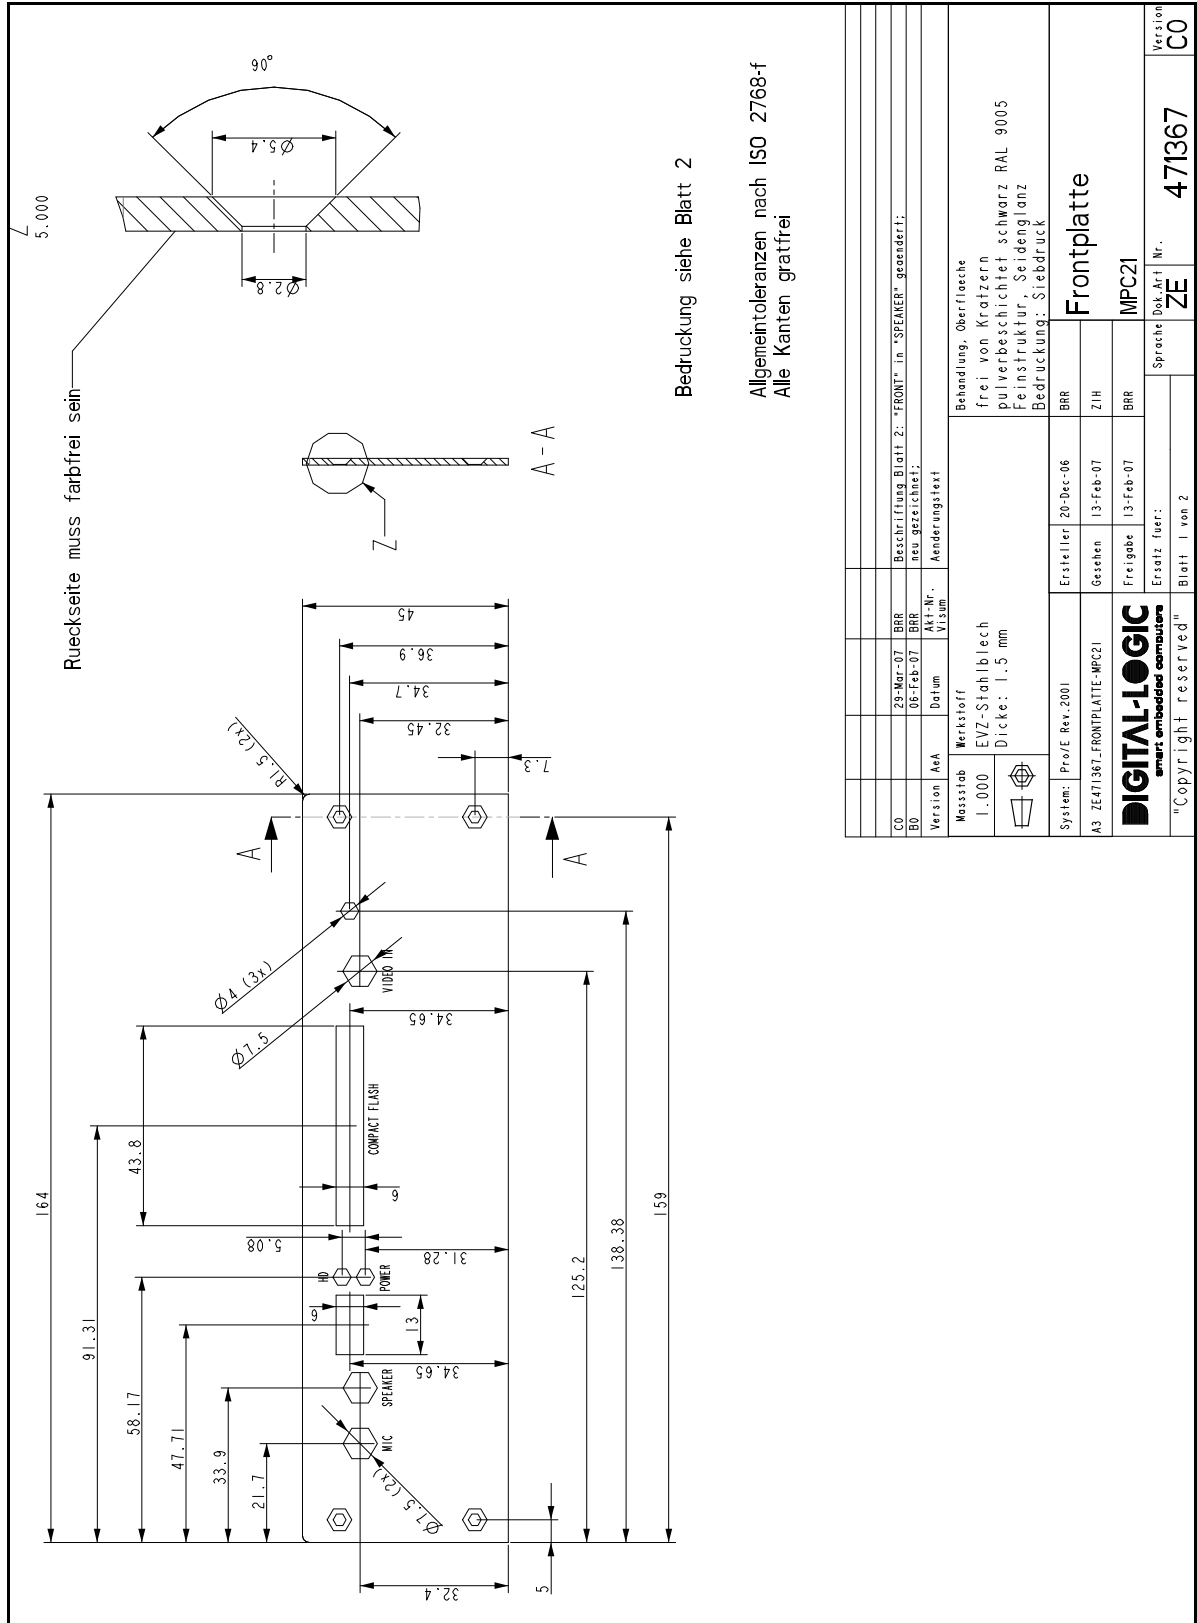 Rueckseite muss farbfrei sein
Z
5.000
90°
Ø5.4
Ø2.8
Z
A-A
Bedruckung siehe Blatt 2
Allgemeintoleranzen nach ISO 2768-f
Alle Kanten gratfrei
164
91.31
58.17
47.71
33.9
21.7
43.8
Ø7.5
Ø4 (3x)
R1.5 (2x)
Ø7.5 (2x)
MIC
SPEAKER
HD
POWER
COMPACT FLASH
VIDEO IN
6
13
5.08
6
34.65
31.28
34.65
A
A
45
36.9
34.7
32.45
7.3
32.4
5
125.2
138.38
159
C0 29-Mar-07 BRR Beschriftung Blatt 2: "FRONT" in "SPEAKER" geaendert;
B0 06-Feb-07 BRR neu gezeichnet;
Version AeA Datum Akt-Nr. Visum Aenderungstext
Massstab
1.000
Werkstoff
EVZ-Stahlblech
Dicke: 1.5 mm
Behandlung, Oberflaeche
frei von Kratzern
pulverbeschichtet schwarz RAL 9005
Feinstruktur, Seidenglanz
Bedruckung: Siebdruck
System: Pro/E Rev.2001
A3 ZE471367_FRONTPLATTE-MPC21
Ersteller 20-Dec-06 BRR
Gesehen 13-Feb-07 ZIH
Freigabe 13-Feb-07 BRR
Frontplatte
MPC21
DIGITAL-LOGIC
smart embedded computers
"Copyright reserved"
Ersatz fuer:
Blatt 1 von 2
Sprache
Dok.Art
ZE
Nr.
471367
Version
C0